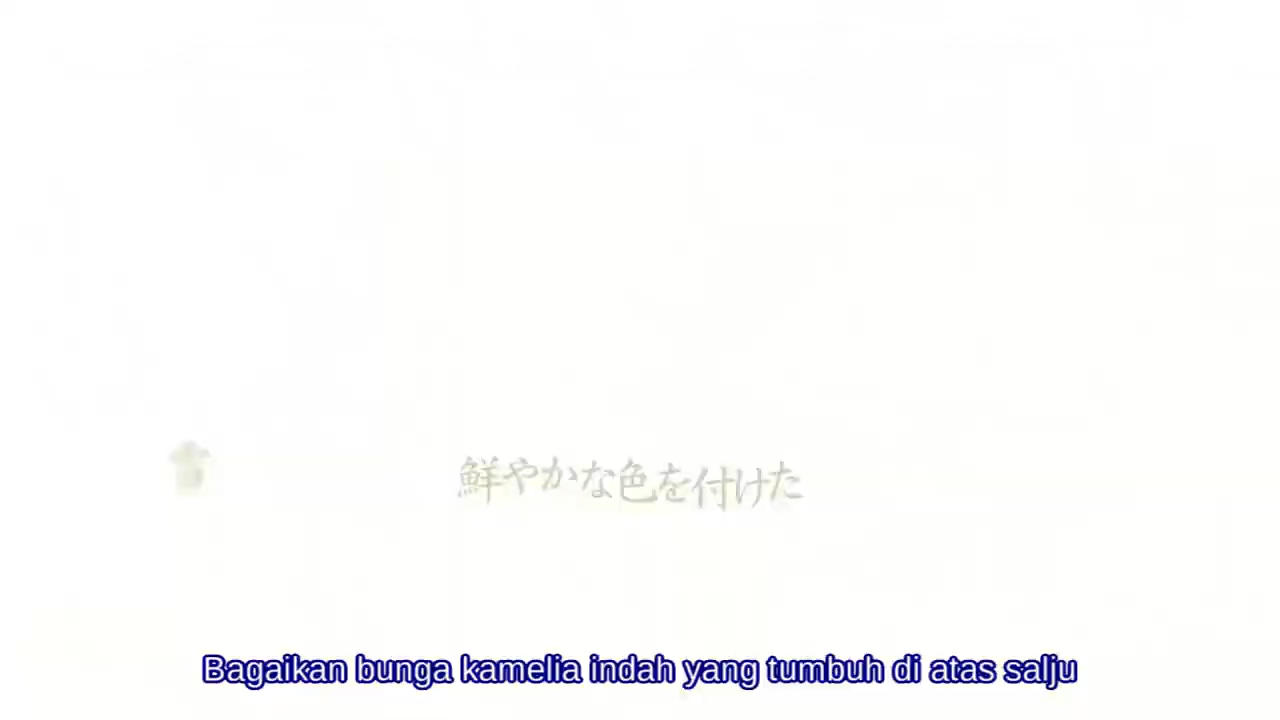 鮮やかな色を付けた
Bagaikan bunga kamelia indah yang tumbuh di atas salju